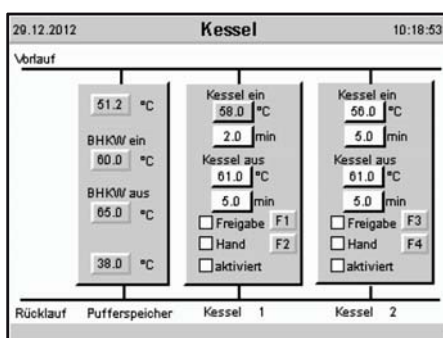 29.12.2012 Kessel 10:18:53
Vorlauf
51.2 °C
BHKW ein
60.0 °C
BHKW aus
65.0 °C
38.0 °C
Kessel ein
58.0 °C
2.0 min
Kessel aus
61.0 °C
5.0 min
Freigabe F1
Hand F2
aktiviert
Kessel ein
56.0 °C
5.0 min
Kessel aus
61.0 °C
5.0 min
Freigabe F3
Hand F4
aktiviert
Rücklauf Pufferspeicher Kessel 1 Kessel 2